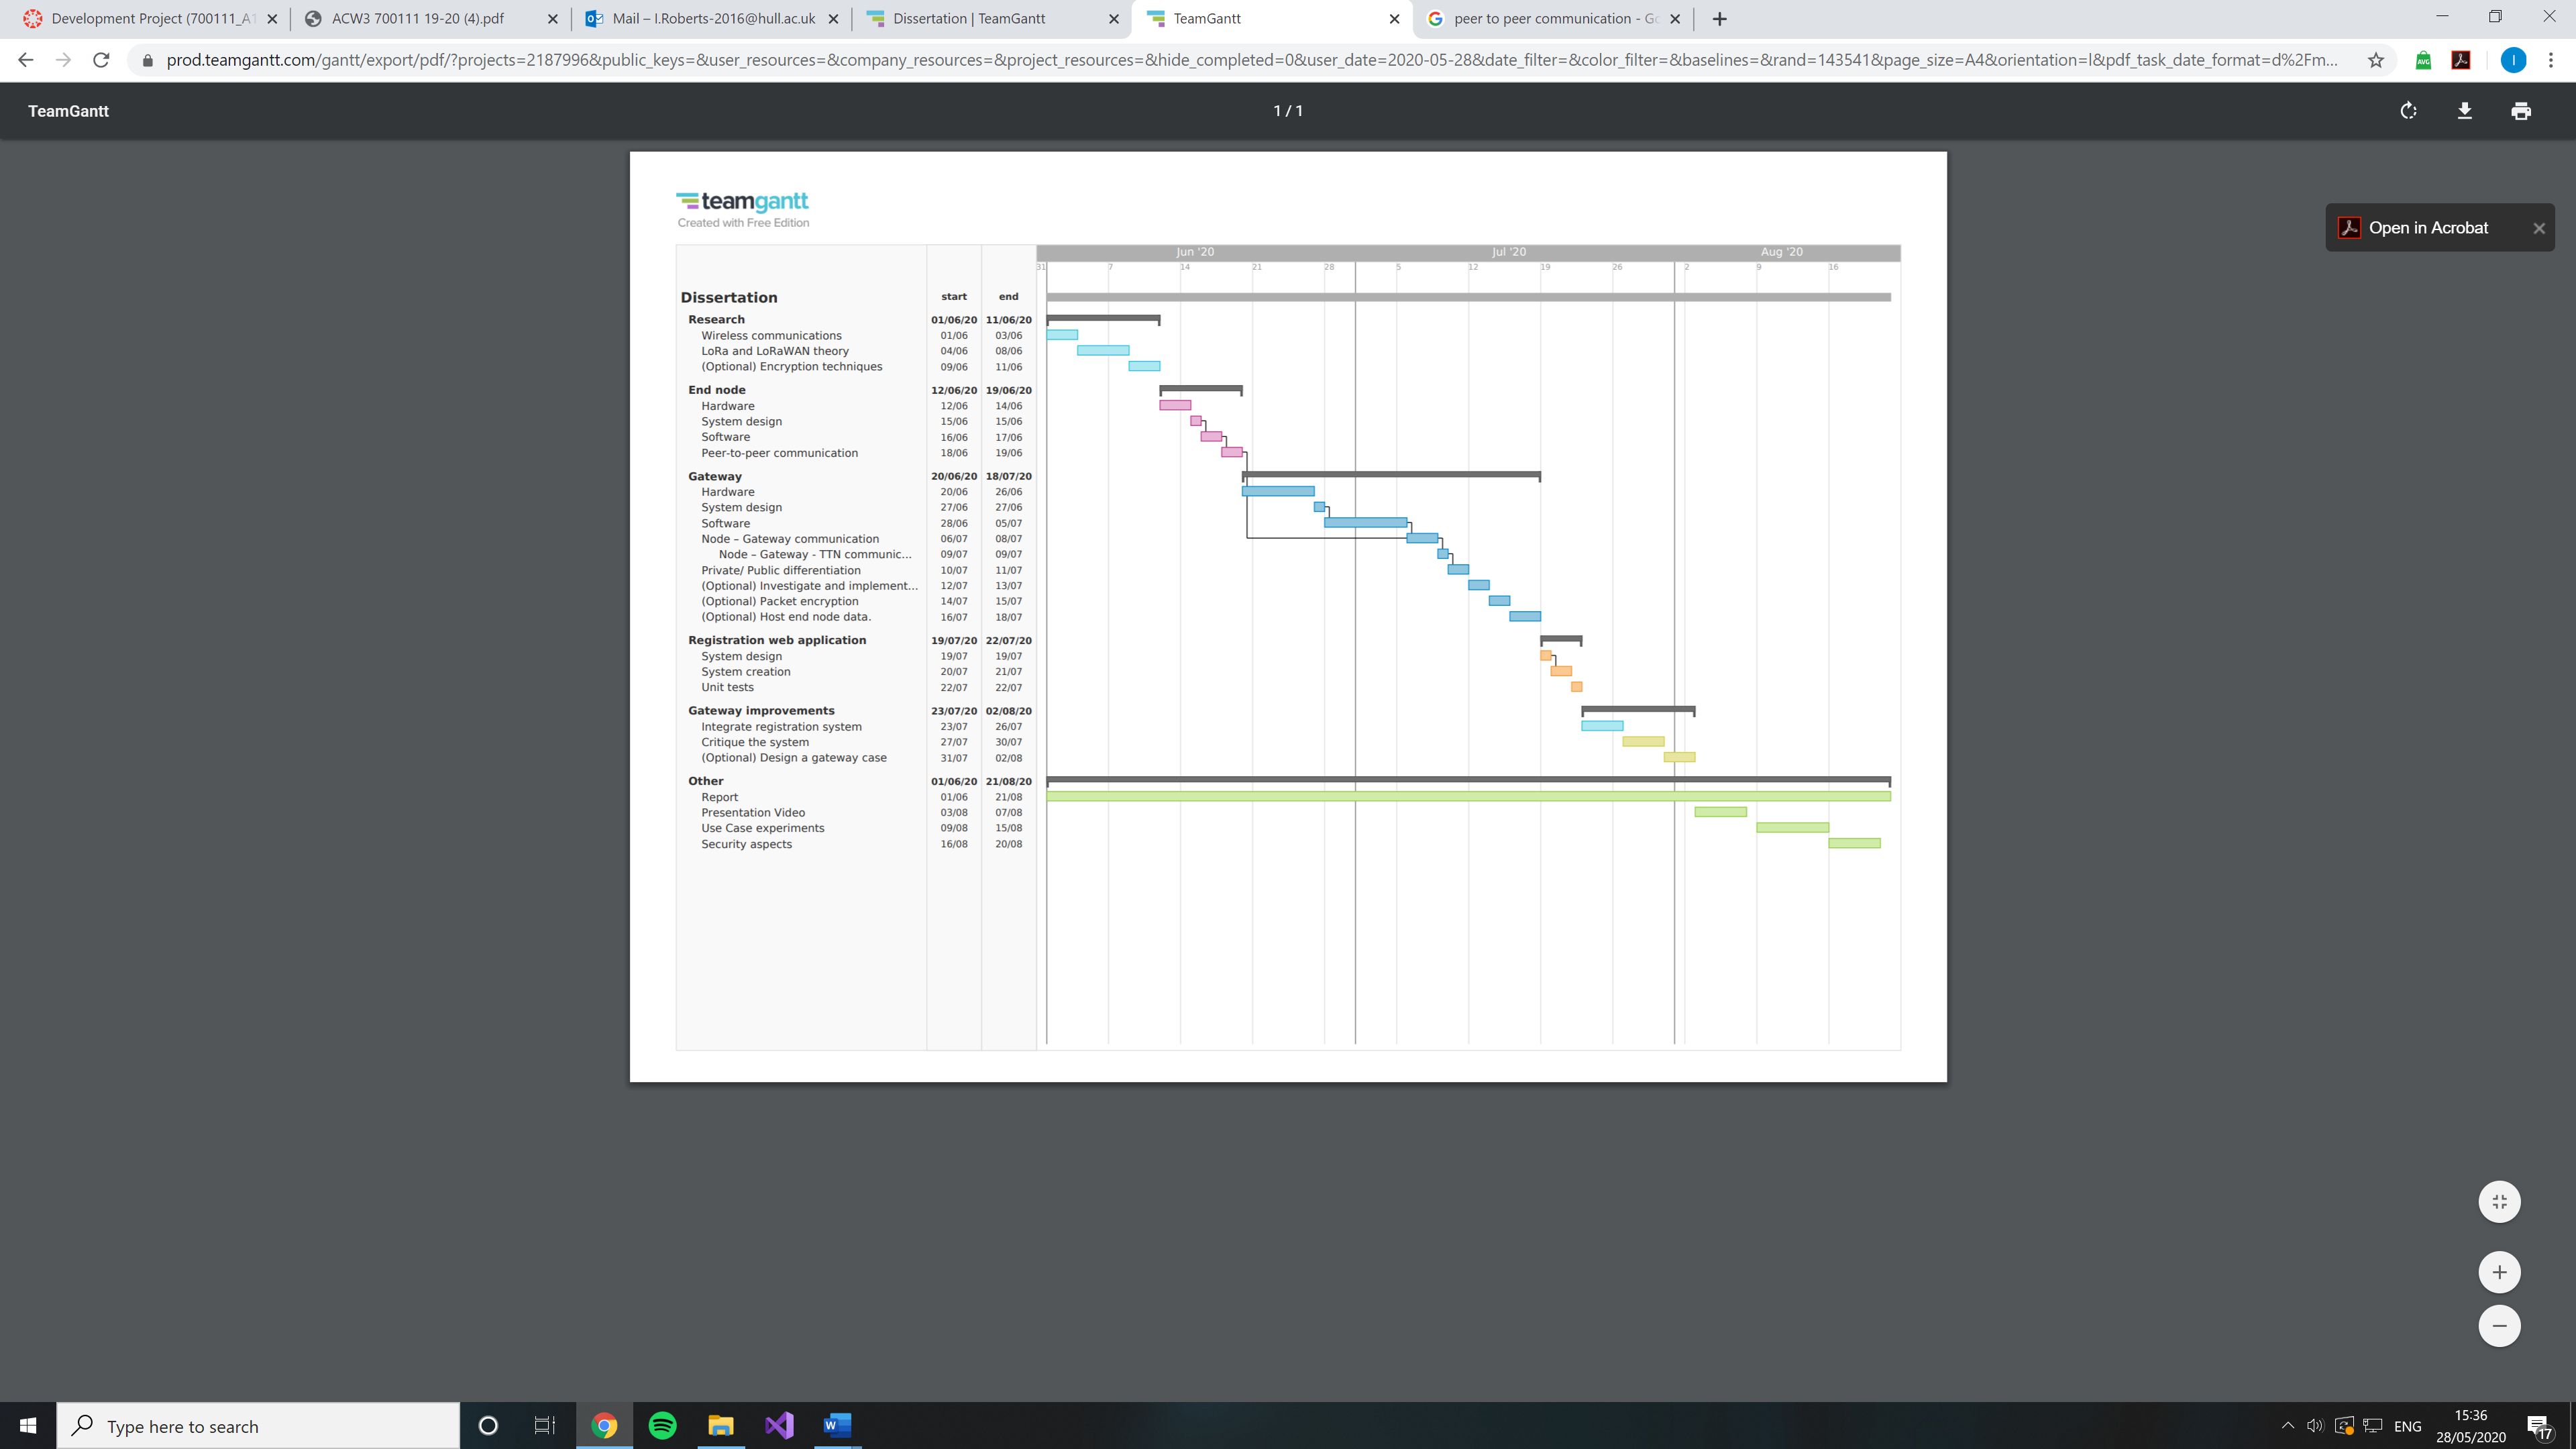 Development Project (700111_A1
ACW3 700111 19-20 (4).pdf
Mail – I.Roberts-2016@hull.ac.uk
Dissertation | TeamGantt
TeamGantt
peer to peer communication - Go
prod.teamgantt.com/gantt/export/pdf/?projects=2187996&public_keys=&user_resources=&company_resources=&project_resources=&hide_completed=0&user_date=2020-05-28&date_filter=&color_filter=&baselines=&rand=143541&page_size=A4&orientation=l&pdf_task_date_format=d%2Fm...
AVG
I
TeamGantt
1 / 1
Open in Acrobat
teamgantt
Created with Free Edition
Jun '20 Jul '20 Aug '20
31 7 14 21 28 5 12 19 26 2 9 16
Dissertation start end
Research 01/06/20 11/06/20
Wireless communications 01/06 03/06
LoRa and LoRaWAN theory 04/06 08/06
(Optional) Encryption techniques 09/06 11/06
End node 12/06/20 19/06/20
Hardware 12/06 14/06
System design 15/06 15/06
Software 16/06 17/06
Peer-to-peer communication 18/06 19/06
Gateway 20/06/20 18/07/20
Hardware 20/06 26/06
System design 27/06 27/06
Software 28/06 05/07
Node – Gateway communication 06/07 08/07
Node – Gateway - TTN communic... 09/07 09/07
Private/ Public differentiation 10/07 11/07
(Optional) Investigate and implement... 12/07 13/07
(Optional) Packet encryption 14/07 15/07
(Optional) Host end node data. 16/07 18/07
Registration web application 19/07/20 22/07/20
System design 19/07 19/07
System creation 20/07 21/07
Unit tests 22/07 22/07
Gateway improvements 23/07/20 02/08/20
Integrate registration system 23/07 26/07
Critique the system 27/07 30/07
(Optional) Design a gateway case 31/07 02/08
Other 01/06/20 21/08/20
Report 01/06 21/08
Presentation Video 03/08 07/08
Use Case experiments 09/08 15/08
Security aspects 16/08 20/08
Type here to search
W
ENG
15:36
28/05/2020
17